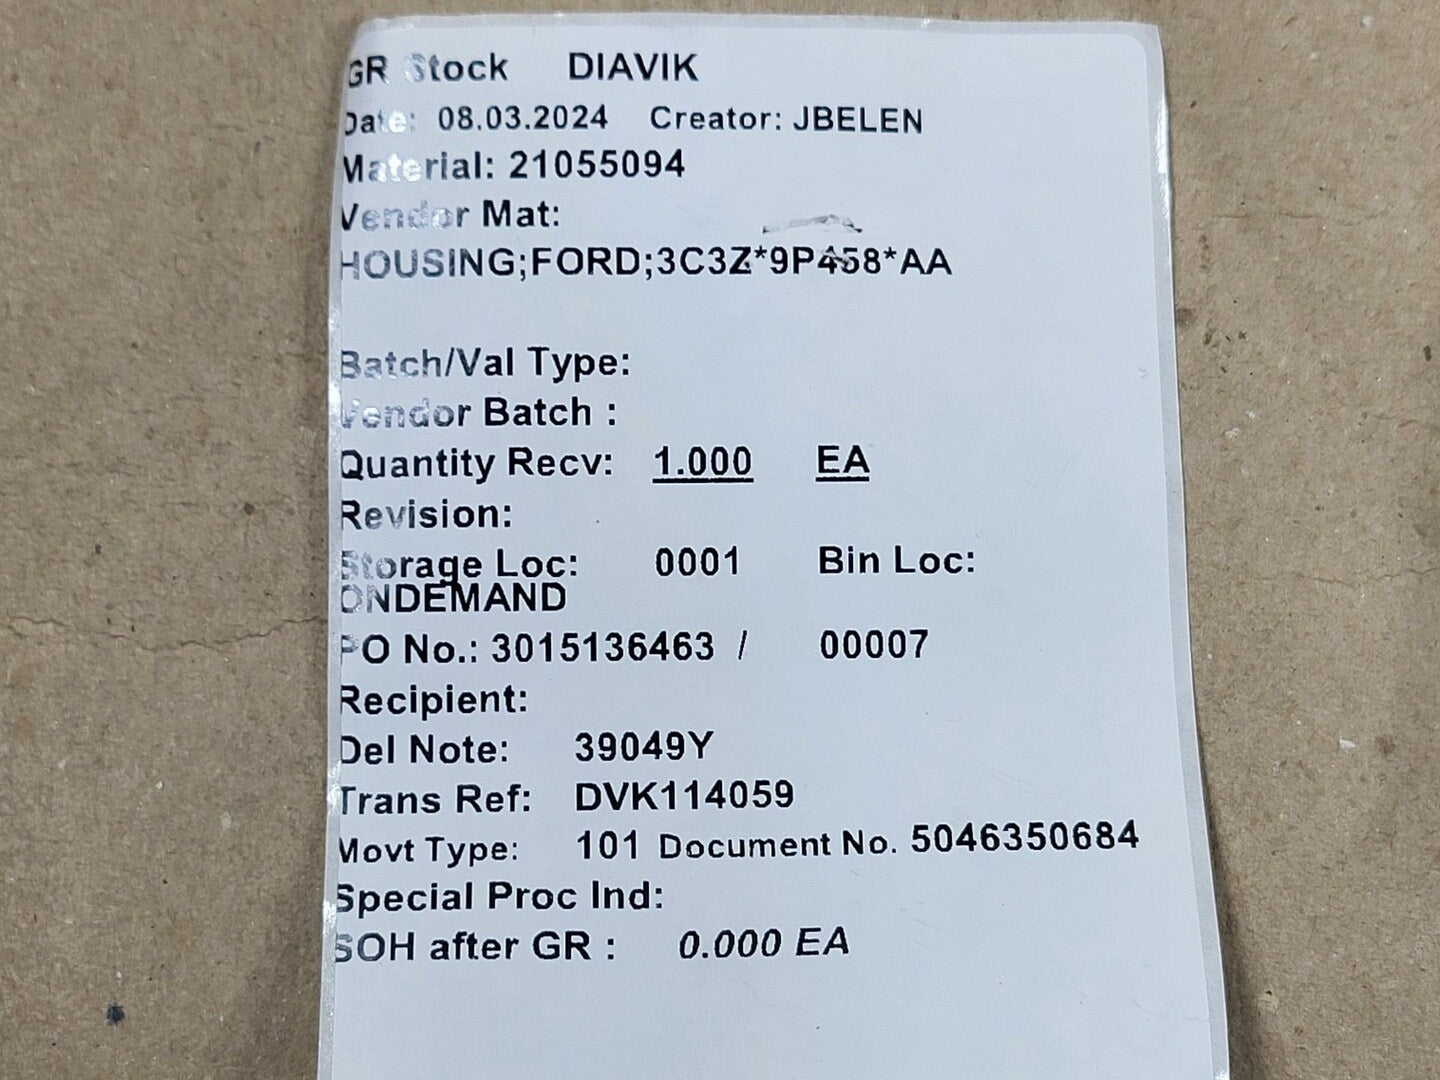 GR Stock DIAVIK
Date: 08.03.2024 Creator: JBELEN
Material: 21055094
Vendor Mat:
HOUSING;FORD;3C3Z*9P458*AA
Batch/Val Type:
Vendor Batch :
Quantity Recv: 1.000 EA
Revision:
Storage Loc: 0001 Bin Loc:
ONDEMAND
PO No.: 3015136463 / 00007
Recipient:
Del Note: 39049Y
Trans Ref: DVK114059
Movt Type: 101 Document No. 5046350684
Special Proc Ind:
SOH after GR : 0.000 EA